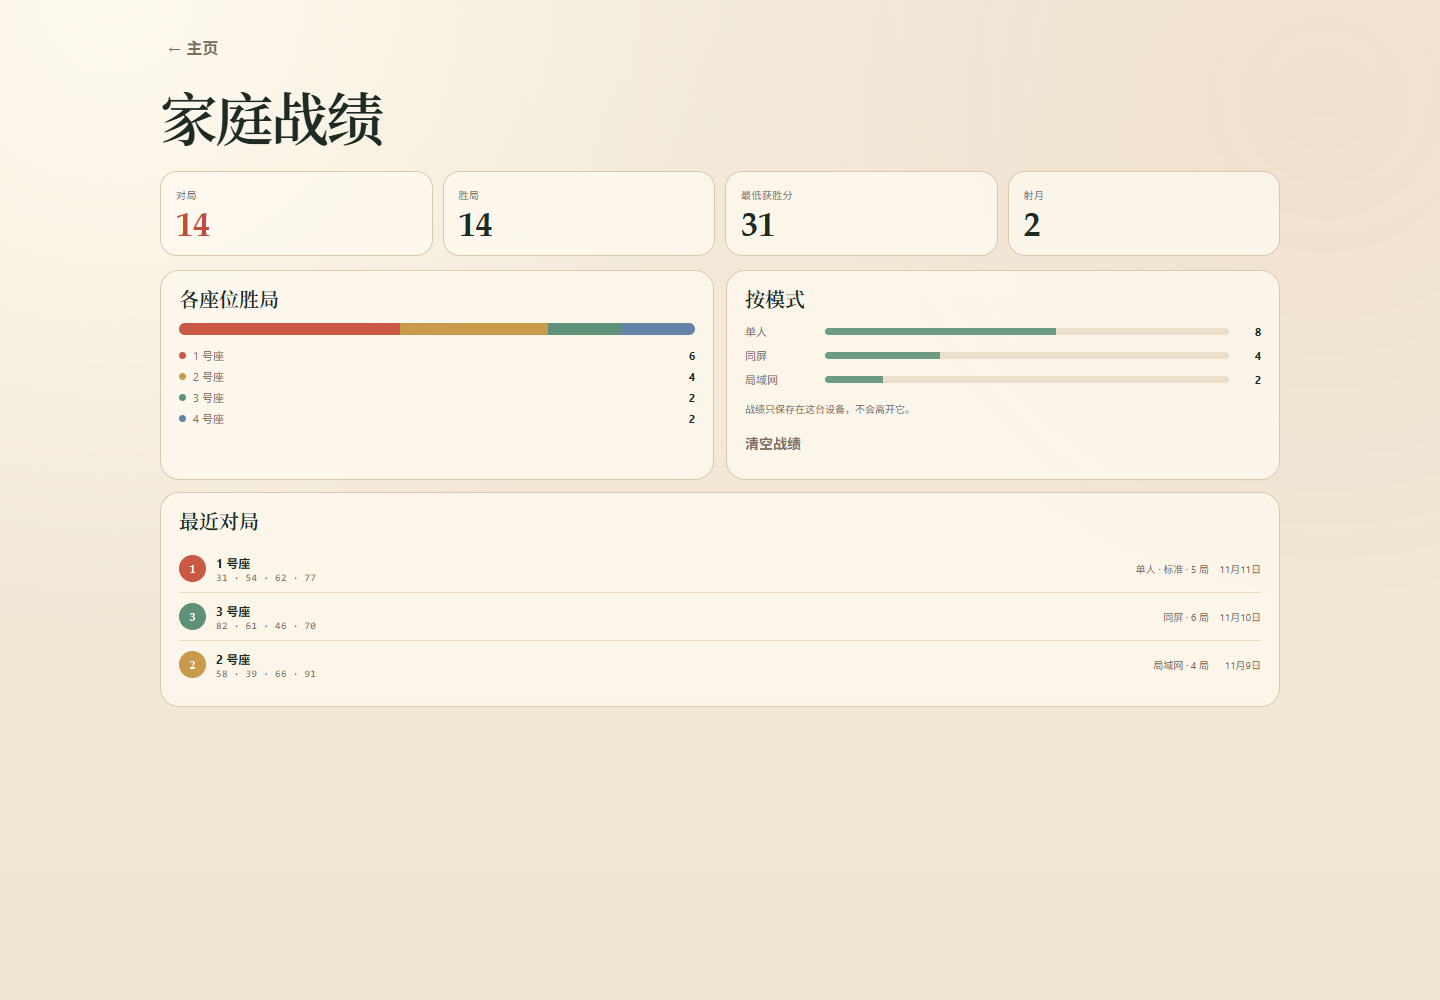 ← 主页
家庭战绩
对局
14
胜局
14
最低获胜分
31
射月
2
各座位胜局
1 号座 6
2 号座 4
3 号座 2
4 号座 2
按模式
单人 8
同屏 4
局域网 2
战绩只保存在这台设备，不会离开它。
清空战绩
最近对局
1 1 号座
31 · 54 · 62 · 77
单人 · 标准 · 5 局 11月11日
3 3 号座
82 · 61 · 46 · 70
同屏 · 6 局 11月10日
2 2 号座
58 · 39 · 66 · 91
局域网 · 4 局 11月9日